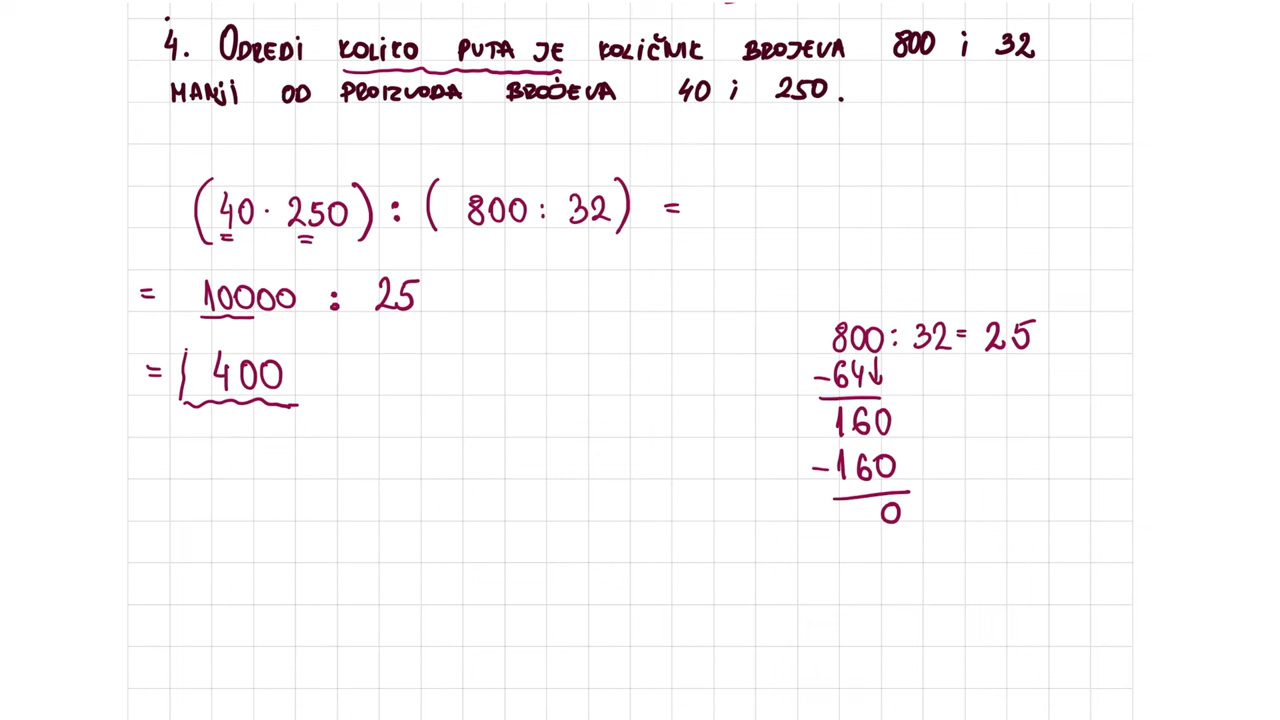 4. ODREDI KOLIKO PUTA JE KOLIČNIK BROJEVA 800 i 32
MANJI OD PROIZVODA BROJEVA 40 i 250.
(40 · 250) : ( 800 : 32) =
= 10000 : 25
= 400
800 : 32 = 25
-64↓
160
-160
0